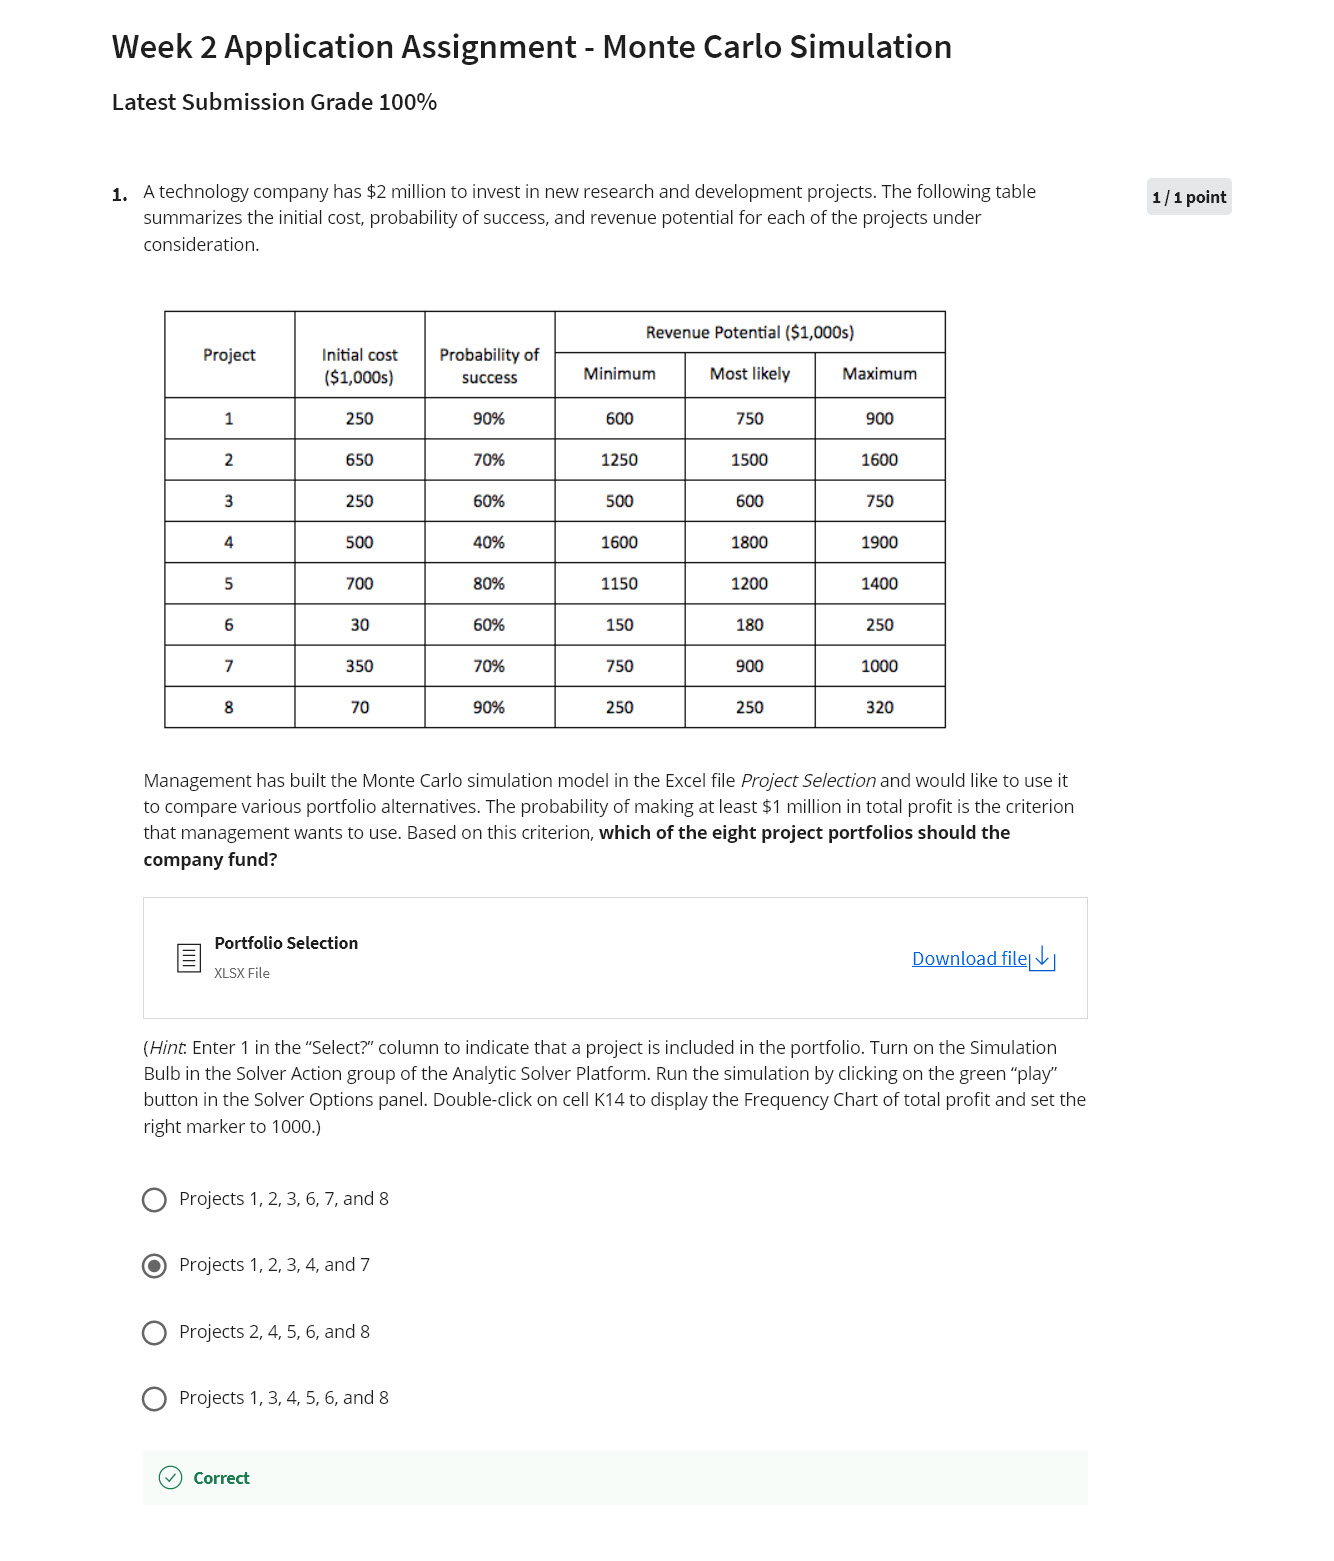 Week 2 Application Assignment - Monte Carlo Simulation
Latest Submission Grade 100%
1. A technology company has $2 million to invest in new research and development projects. The following table
1 / 1 point
summarizes the initial cost, probability of success, and revenue potential for each of the projects under
consideration.
Revenue Potential ($1,000s)
Project Initial cost Probability of
($1,000s) success Minimum Most likely Maximum
1 250 90% 600 750 900
2 650 70% 1250 1500 1600
3 250 60% 500 600 750
4 500 40% 1600 1800 1900
5 700 80% 1150 1200 1400
6 30 60% 150 180 250
7 350 70% 750 900 1000
8 70 90% 250 250 320
Management has built the Monte Carlo simulation model in the Excel file Project Selection and would like to use it
to compare various portfolio alternatives. The probability of making at least $1 million in total profit is the criterion
that management wants to use. Based on this criterion, which of the eight project portfolios should the
company fund?
Portfolio Selection
XLSX File
Download file
(Hint: Enter 1 in the “Select?” column to indicate that a project is included in the portfolio. Turn on the Simulation
Bulb in the Solver Action group of the Analytic Solver Platform. Run the simulation by clicking on the green “play”
button in the Solver Options panel. Double-click on cell K14 to display the Frequency Chart of total profit and set the
right marker to 1000.)
Projects 1, 2, 3, 6, 7, and 8
Projects 1, 2, 3, 4, and 7
Projects 2, 4, 5, 6, and 8
Projects 1, 3, 4, 5, 6, and 8
Correct